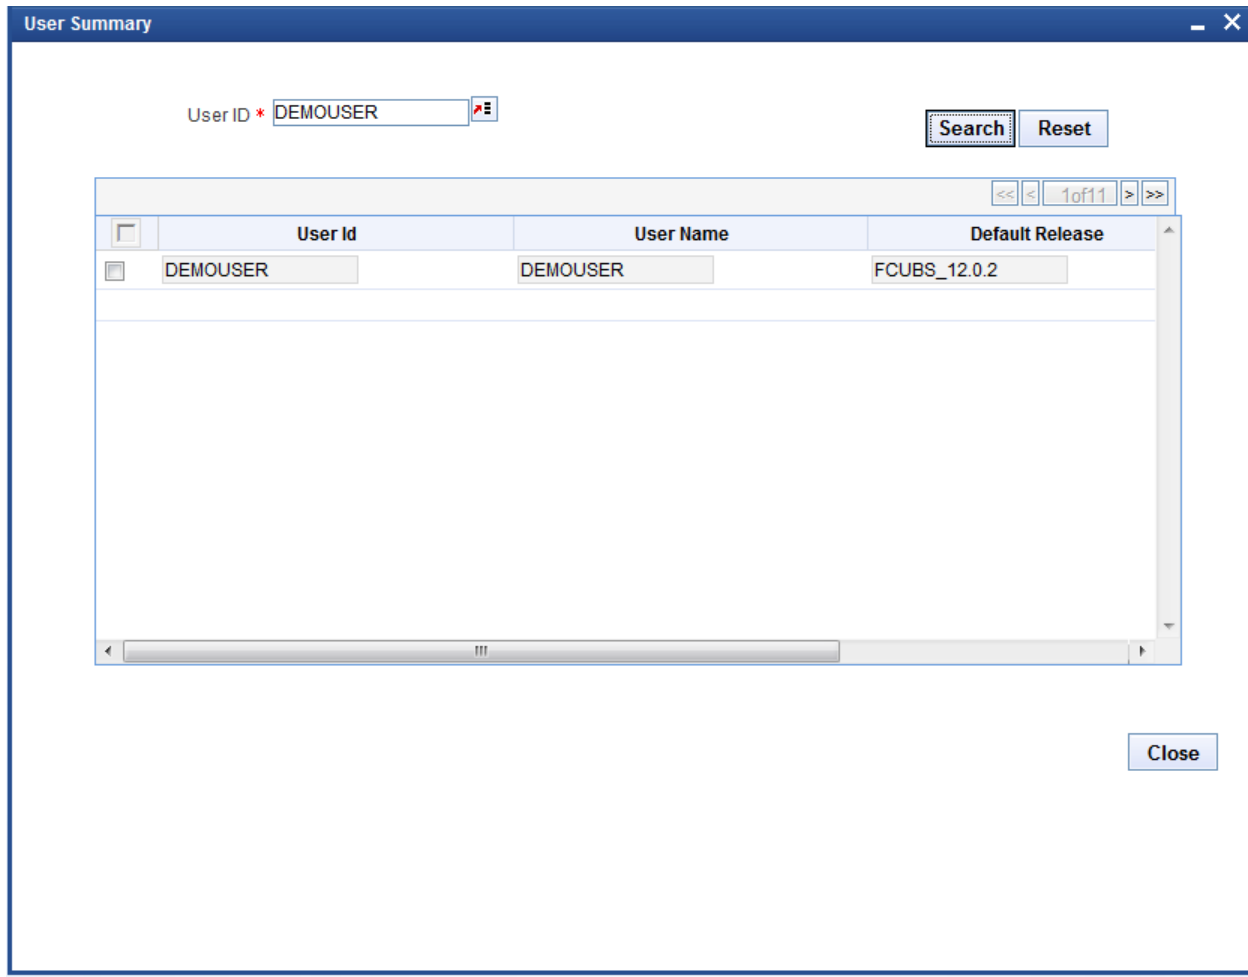 User Summary
User ID * DEMOUSER
Search Reset
<< < 1of11 > >>
User Id User Name Default Release
DEMOUSER DEMOUSER FCUBS_12.0.2
Close